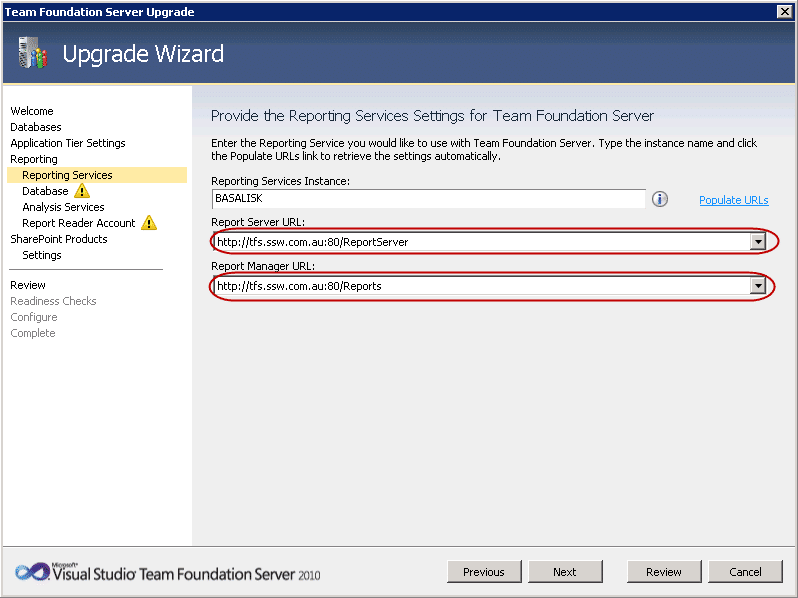 Team Foundation Server Upgrade
Upgrade Wizard
Welcome
Databases
Application Tier Settings
Reporting
Reporting Services
Database
Analysis Services
Report Reader Account
SharePoint Products
Settings
Review
Readiness Checks
Configure
Complete
Provide the Reporting Services Settings for Team Foundation Server
Enter the Reporting Service you would like to use with Team Foundation Server. Type the instance name and click
the Populate URLs link to retrieve the settings automatically.
Reporting Services Instance:
BASALISK
Populate URLs
Report Server URL:
http://tfs.ssw.com.au:80/ReportServer
Report Manager URL:
http://tfs.ssw.com.au:80/Reports
Microsoft®
Visual Studio® Team Foundation Server 2010
Previous
Next
Review
Cancel